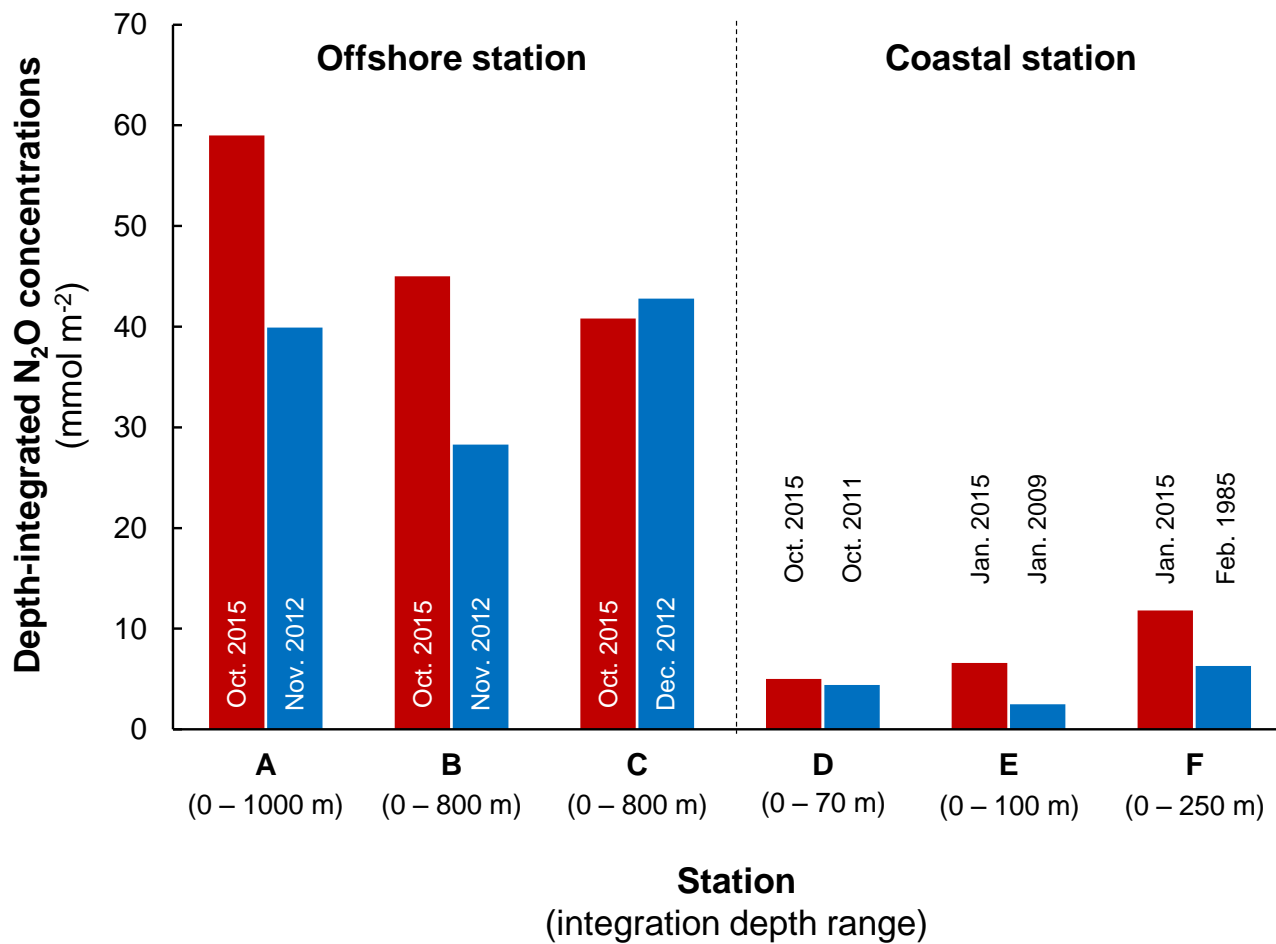 Depth-integrated N₂O concentrations
(mmol m⁻²)
70
60
50
40
30
20
10
0
Offshore station
Coastal station
Oct. 2015
Nov. 2012
Oct. 2015
Nov. 2012
Oct. 2015
Dec. 2012
Oct. 2015
Oct. 2011
Jan. 2015
Jan. 2009
Jan. 2015
Feb. 1985
A
B
C
D
E
F
(0 – 1000 m)
(0 – 800 m)
(0 – 800 m)
(0 – 70 m)
(0 – 100 m)
(0 – 250 m)
Station
(integration depth range)